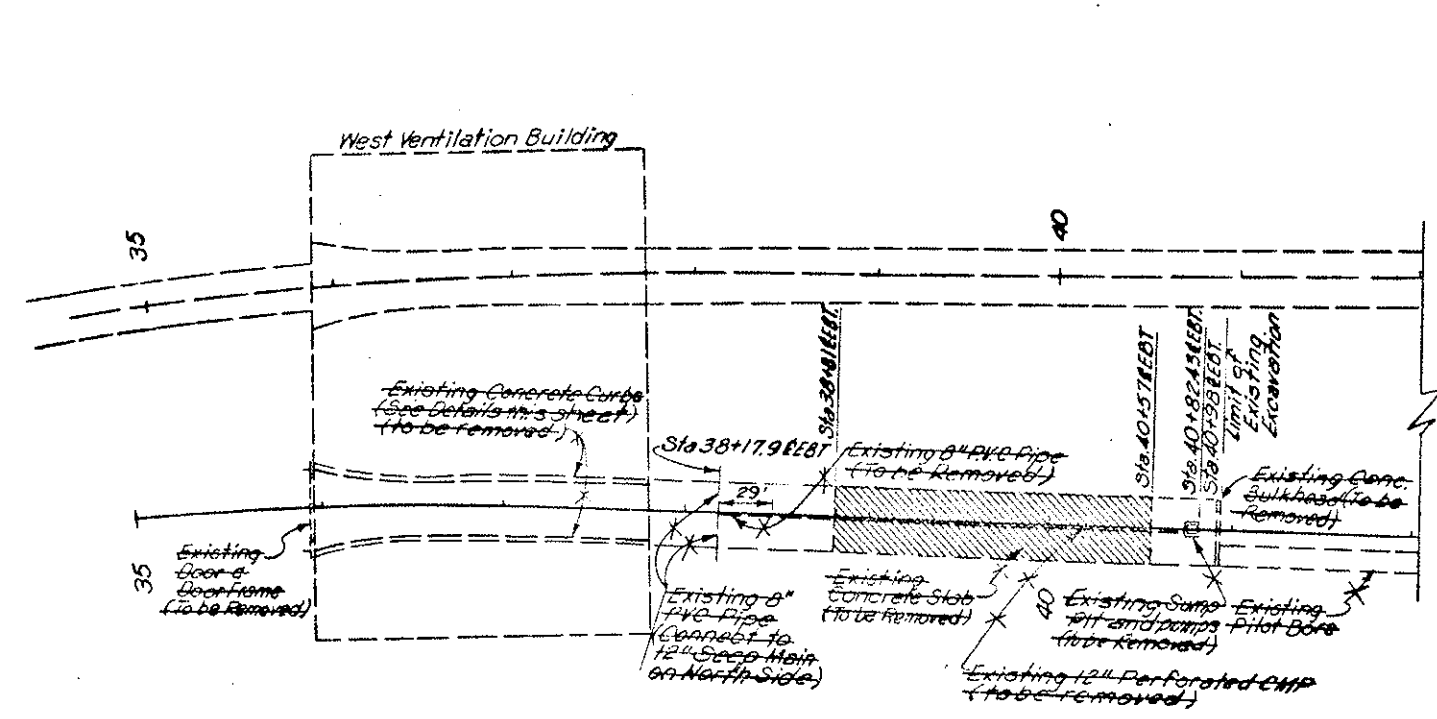 West Ventilation Building
35
40
Sta 38+81 ℄EBT.
Sta. 40+57 ℄EBT
Sta 40+82.43 ℄EBT.
Sta 40+98 ℄EBT.
Limit of
Existing
Excavation
Existing Concrete Curbs
(See Details this sheet)
(to be removed)
Sta 38+17.9 ℄EBT
29'
Existing 8" P.V.C Pipe
(To be Removed)
Existing Conc.
Bulkhead (To be
Removed)
35
Existing
Door &
Door Frame
(To be Removed)
Existing 8"
PVC Pipe
Connect to
12" Seep Main
on North Side)
Existing
Concrete Slab
(To be Removed)
40
Existing Sump
Pit and pumps
(to be Removed)
Existing
Pilot Bore
Existing 12" Perforated CMP
(to be removed)